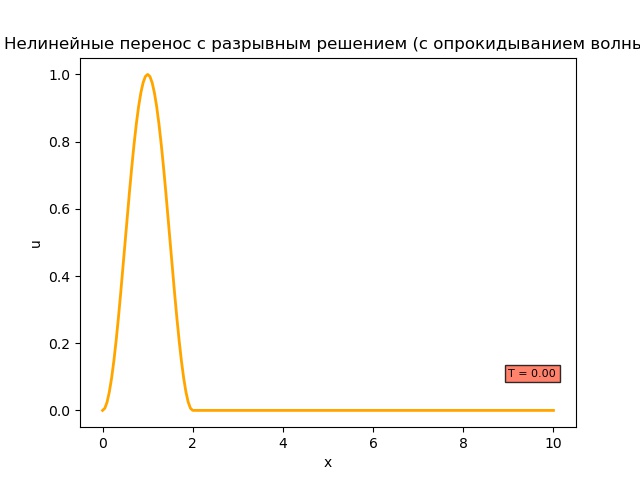 Нелинейные перенос с разрывным решением (с опрокидыванием волны
1.0
0.8
0.6
0.4
0.2
0.0
u
T = 0.00
0 2 4 6 8 10
x